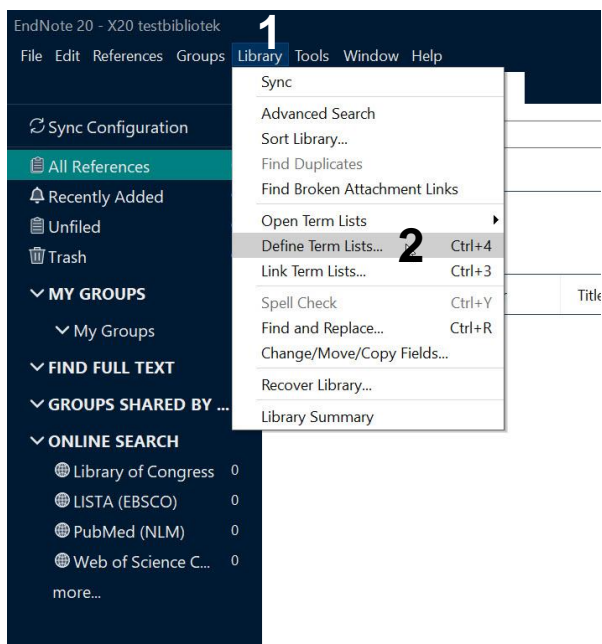 EndNote 20 - X20 testbibliotek
1
File Edit References Groups Library Tools Window Help
Sync Configuration
All References
Recently Added
Unfiled
Trash
MY GROUPS
My Groups
FIND FULL TEXT
GROUPS SHARED BY ...
ONLINE SEARCH
Library of Congress 0
LISTA (EBSCO) 0
PubMed (NLM) 0
Web of Science C... 0
more...
Sync
Advanced Search
Sort Library...
Find Duplicates
Find Broken Attachment Links
Open Term Lists
Define Term Lists... 2 Ctrl+4
Link Term Lists... Ctrl+3
Spell Check Ctrl+Y
Find and Replace... Ctrl+R
Change/Move/Copy Fields...
Recover Library...
Library Summary